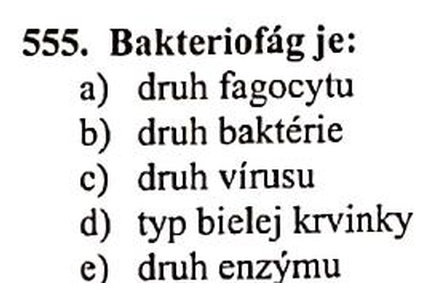 555. Bakteriofág je:
a) druh fagocytu
b) druh baktérie
c) druh vírusu
d) typ bielej krvinky
e) druh enzýmu